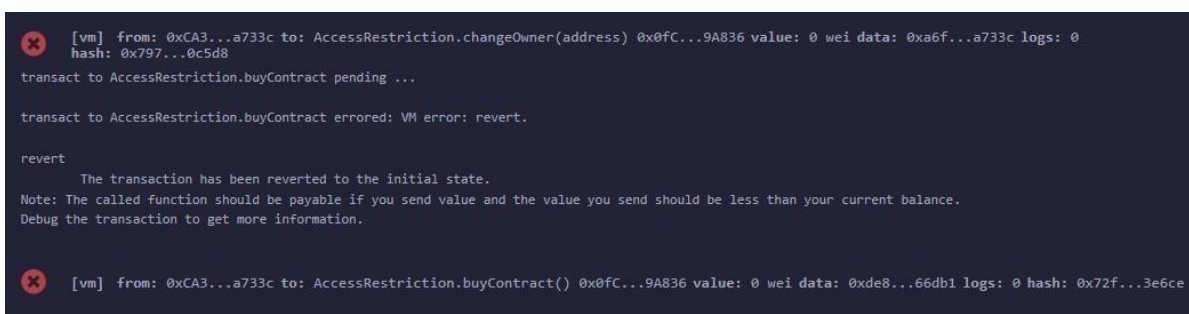 [vm] from: 0xCA3...a733c to: AccessRestriction.changeOwner(address) 0x0fC...9A836 value: 0 wei data: 0xa6f...a733c logs: 0
hash: 0x797...0c5d8
transact to AccessRestriction.buyContract pending ...
transact to AccessRestriction.buyContract errored: VM error: revert.
revert
The transaction has been reverted to the initial state.
Note: The called function should be payable if you send value and the value you send should be less than your current balance.
Debug the transaction to get more information.
[vm] from: 0xCA3...a733c to: AccessRestriction.buyContract() 0x0fC...9A836 value: 0 wei data: 0xde8...66db1 logs: 0 hash: 0x72f...3e6ce